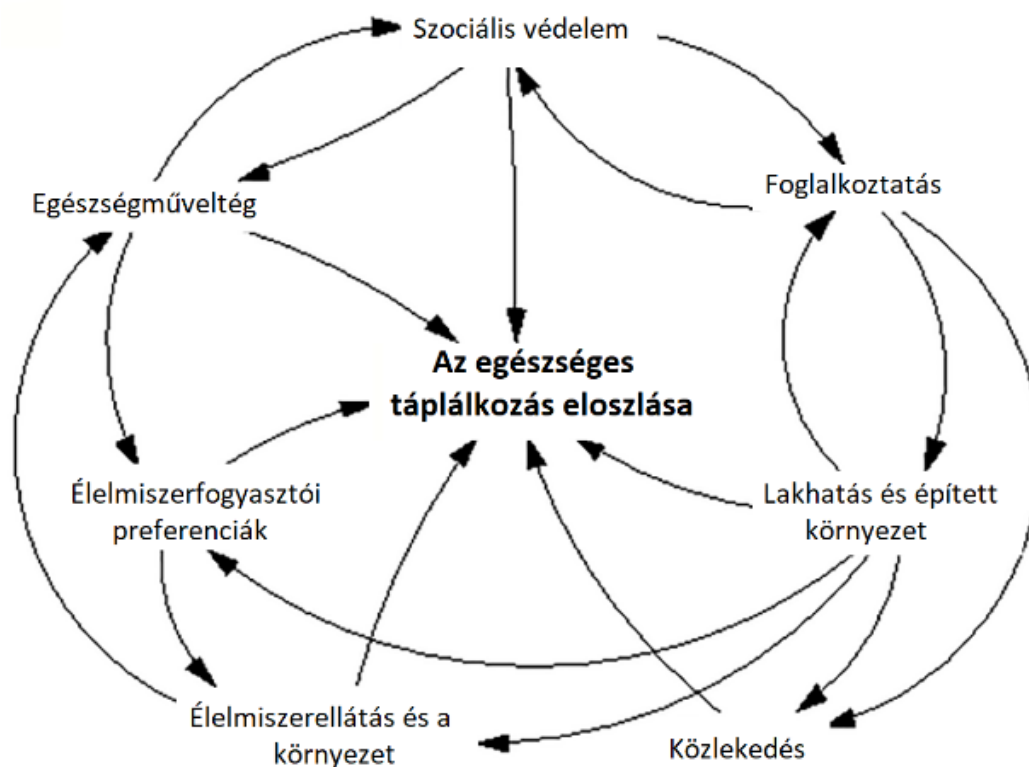 Szociális védelem
Foglalkoztatás
Egészségműveltég
Az egészséges
táplálkozás eloszlása
Élelmiszerfogyasztói
preferenciák
Lakhatás és épített
környezet
Élelmiszerellátás és a
környezet
Közlekedés